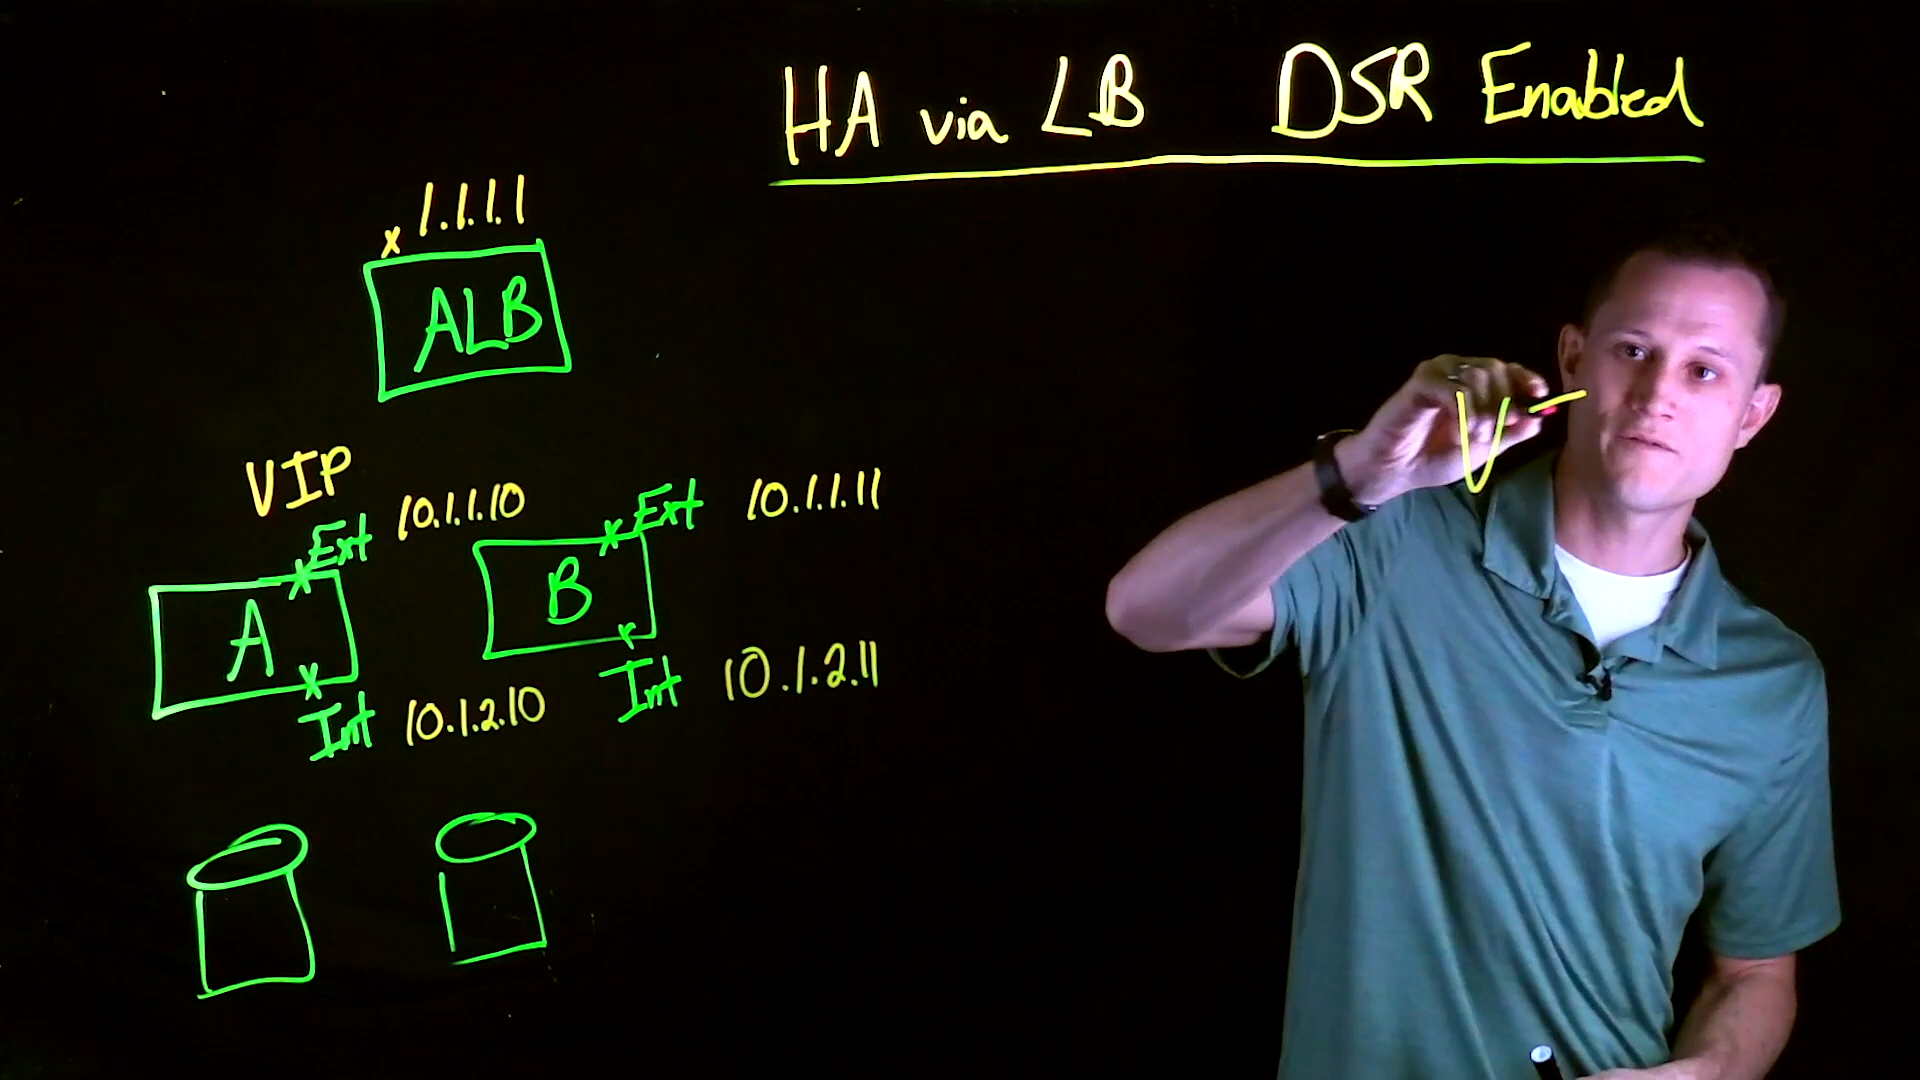 HA via LB DSR Enabled
x 1.1.1.1
ALB
VIP
Ext 10.1.1.10
Ext 10.1.1.11
A
B
Int 10.1.2.10
Int 10.1.2.11
V